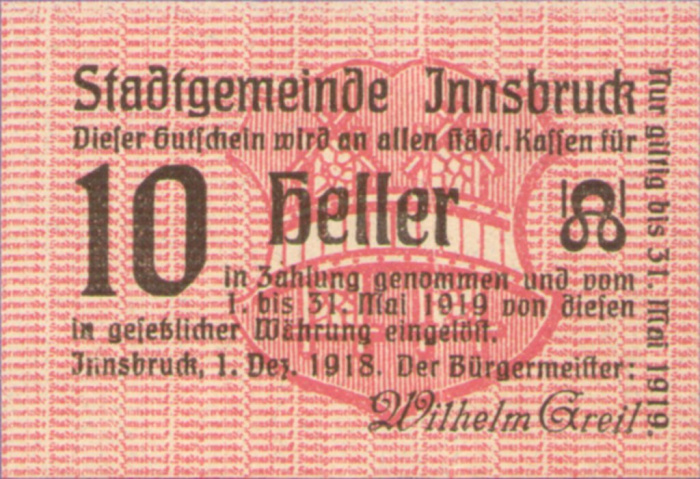 Stadtgemeinde Innsbruck
Dieser Gutschein wird an allen städt. Kassen für
10 Heller
in Zahlung genommen und vom
1. bis 31. Mai 1919 von diesen
in gesetzlicher Währung eingelöst.
Innsbruck, 1. Dez. 1918. Der Bürgermeister:
Wilhelm Greil.
Nur giltig bis 31. Mai 1919.